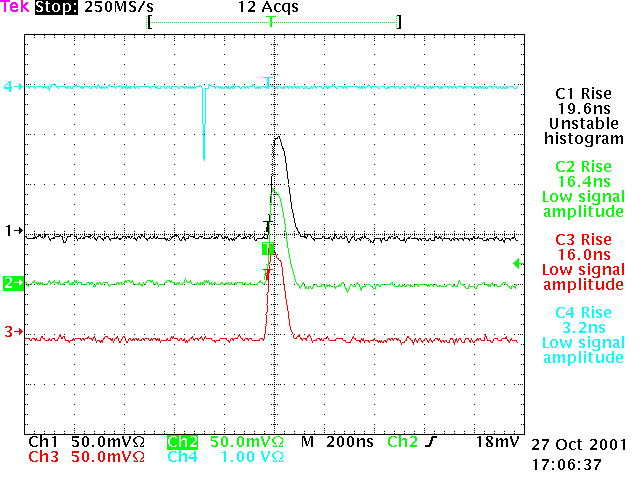 Tek Stop: 250MS/s 12 Acqs
T
4
T
C1 Rise
19.6ns
Unstable
histogram
C2 Rise
16.4ns
Low signal
amplitude
1
2
C3 Rise
16.0ns
Low signal
amplitude
3
C4 Rise
3.2ns
Low signal
amplitude
Ch1 50.0mVΩ Ch2 50.0mVΩ M 200ns Ch2 18mV
Ch3 50.0mVΩ Ch4 1.00 VΩ
27 Oct 2001
17:06:37